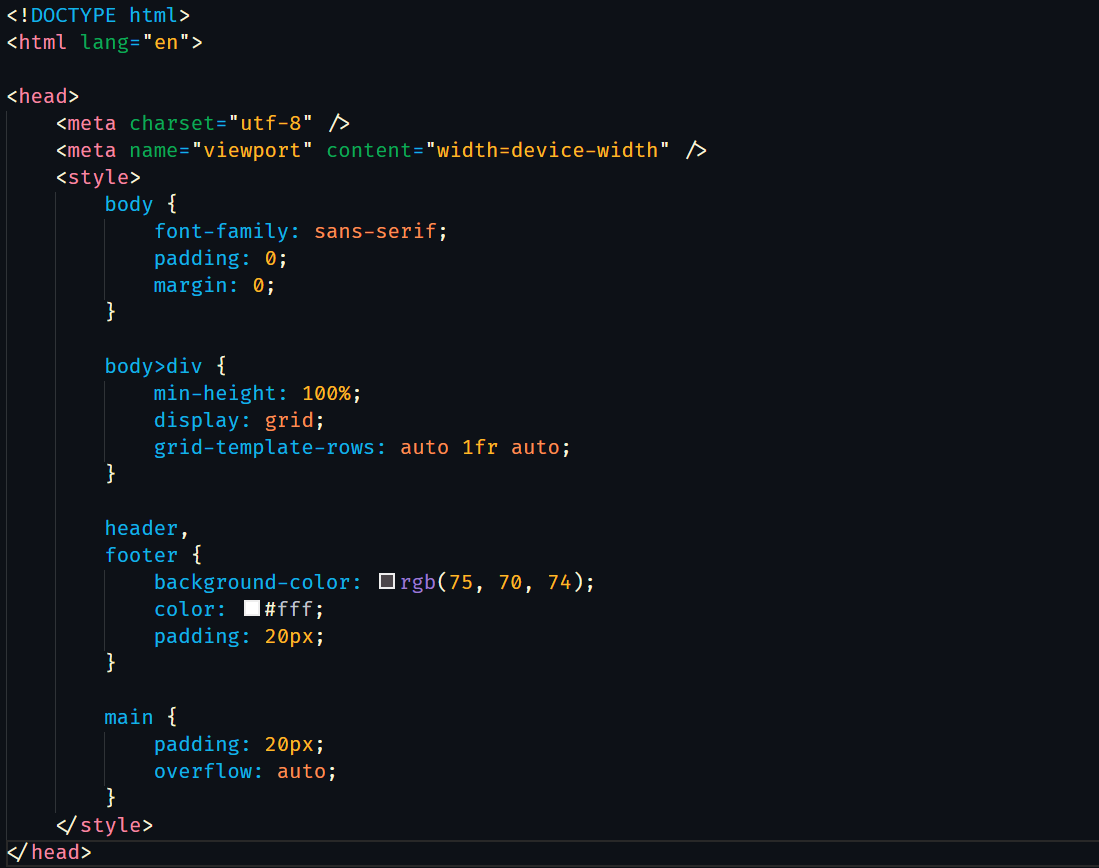 <!DOCTYPE html>
<html lang="en">
<head>
<meta charset="utf-8" />
<meta name="viewport" content="width=device-width" />
<style>
body {
font-family: sans-serif;
padding: 0;
margin: 0;
}
body>div {
min-height: 100%;
display: grid;
grid-template-rows: auto 1fr auto;
}
header,
footer {
background-color: rgb(75, 70, 74);
color: #fff;
padding: 20px;
}
main {
padding: 20px;
overflow: auto;
}
</style>
</head>